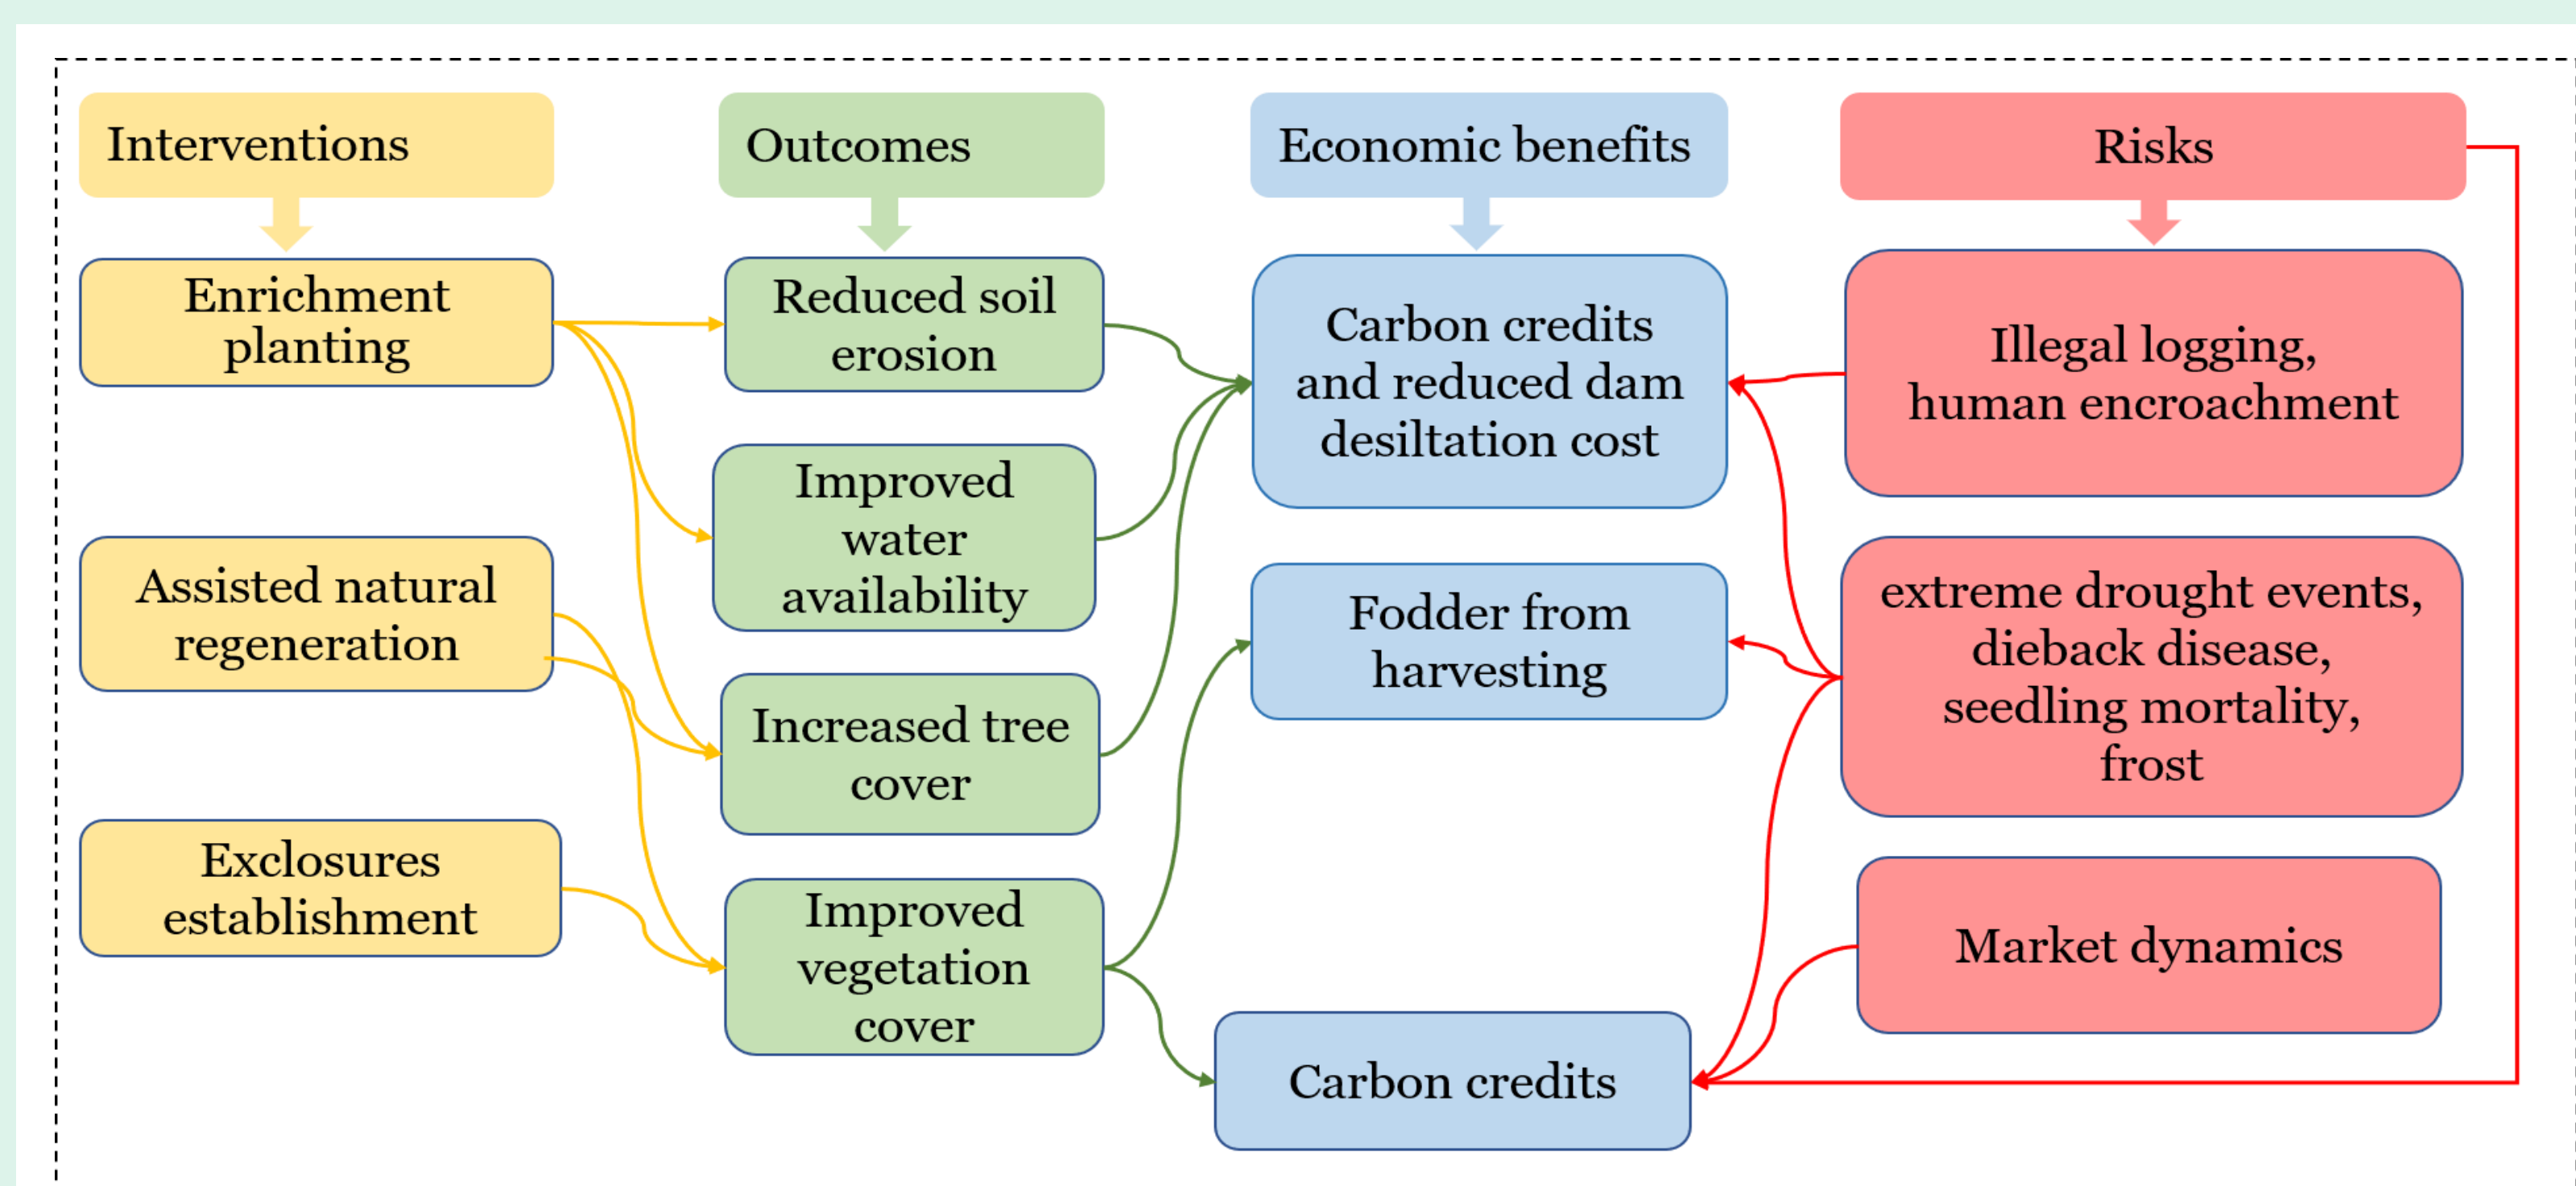 Interventions
Enrichment
planting
Assisted natural
regeneration
Exclosures
establishment
Outcomes
Reduced soil
erosion
Improved
water
availability
Increased tree
cover
Improved
vegetation
cover
Economic benefits
Carbon credits
and reduced dam
desiltation cost
Fodder from
harvesting
Carbon credits
Risks
Illegal logging,
human encroachment
extreme drought events,
dieback disease,
seedling mortality,
frost
Market dynamics